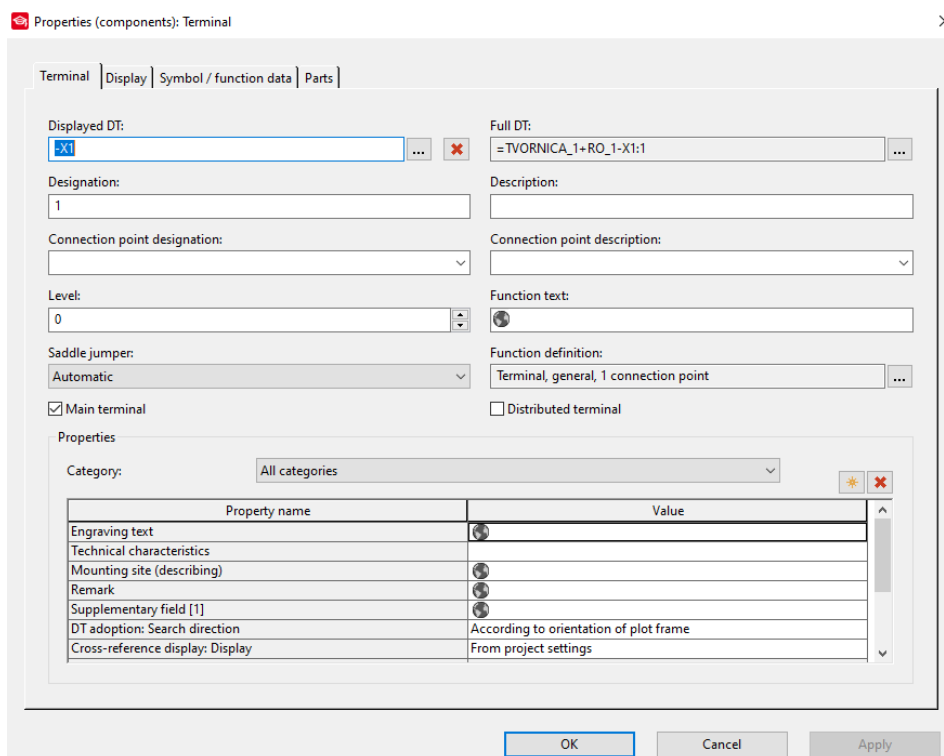 Properties (components): Terminal
Terminal Display Symbol / function data Parts
Displayed DT: Full DT:
-X1 ... =TVORNICA_1+RO_1-X1:1 ...
Designation: Description:
1
Connection point designation: Connection point description:
Level: Function text:
0
Saddle jumper: Function definition:
Automatic Terminal, general, 1 connection point ...
Main terminal Distributed terminal
Properties
Category: All categories
Property name Value
Engraving text
Technical characteristics
Mounting site (describing)
Remark
Supplementary field [1]
DT adoption: Search direction According to orientation of plot frame
Cross-reference display: Display From project settings
OK Cancel Apply